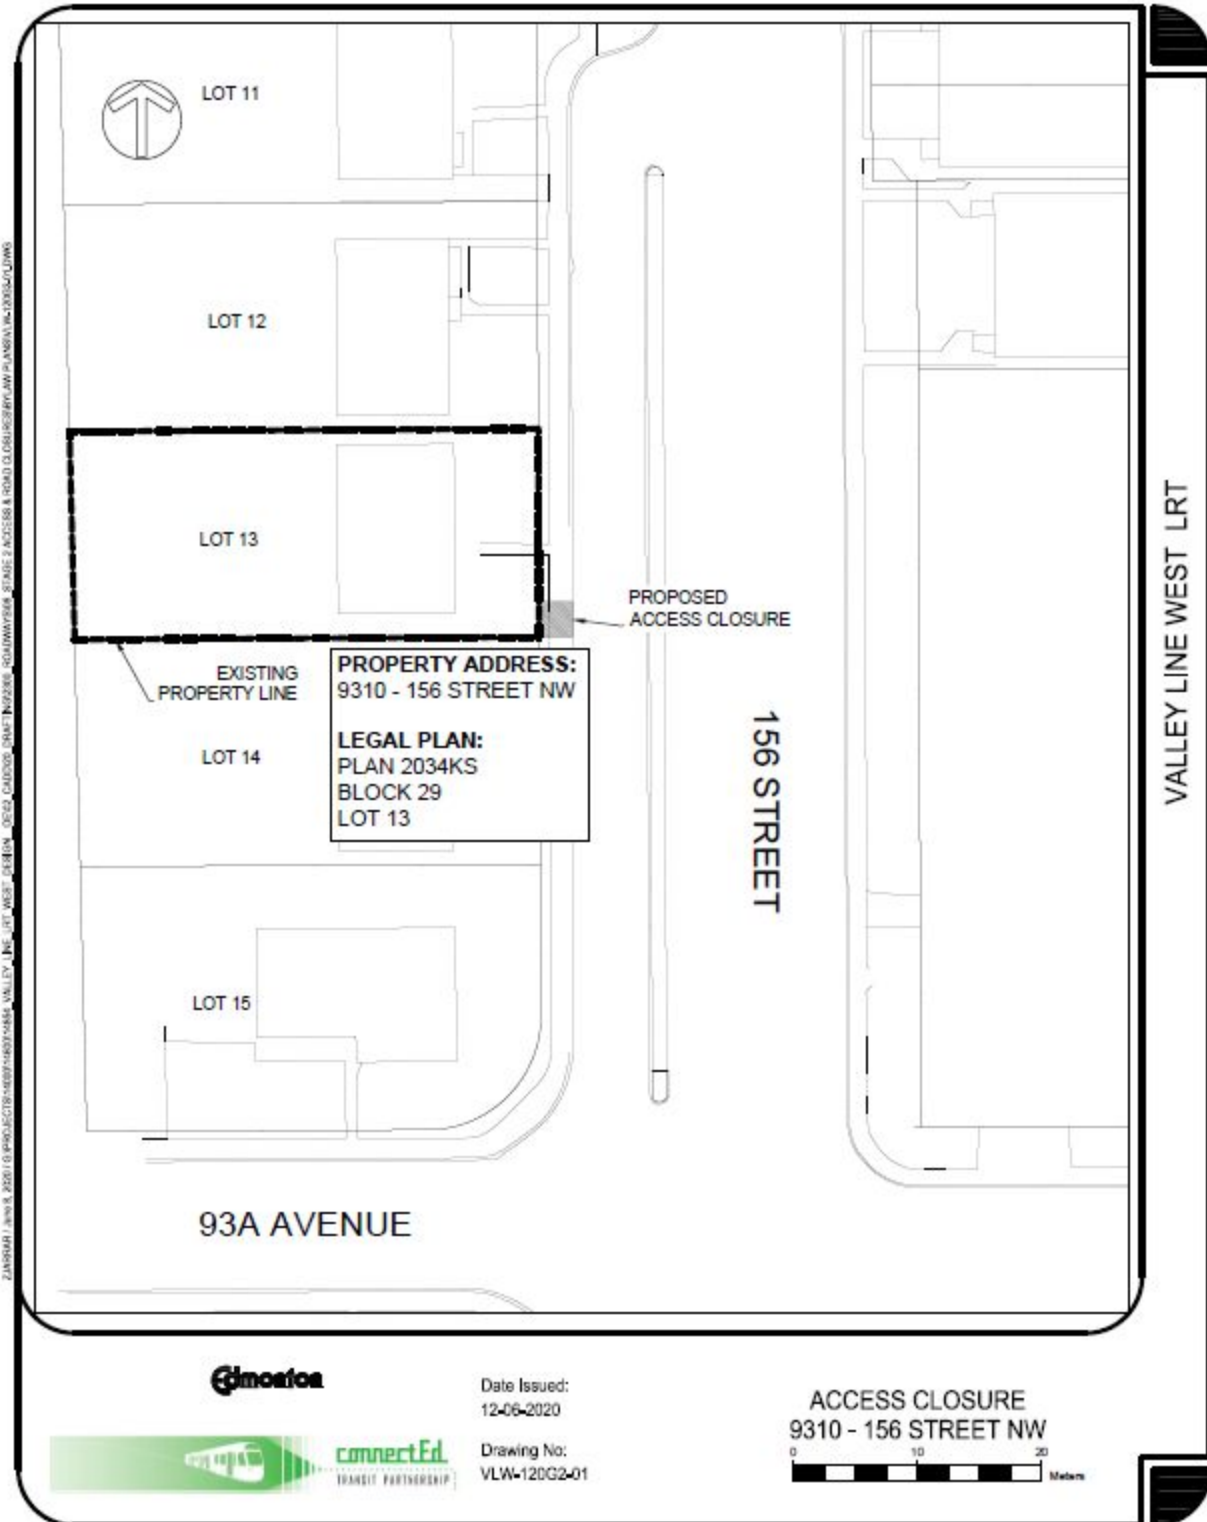 LOT 11
LOT 12
LOT 13
PROPOSED
ACCESS CLOSURE
EXISTING
PROPERTY LINE
PROPERTY ADDRESS:
9310 - 156 STREET NW
LEGAL PLAN:
PLAN 2034KS
BLOCK 29
LOT 13
LOT 14
156 STREET
LOT 15
93A AVENUE
VALLEY LINE WEST LRT
Edmonton
connectEd
TRANSIT PARTNERSHIP
Date Issued:
12-06-2020
Drawing No:
VLW-120G2-01
ACCESS CLOSURE
9310 - 156 STREET NW
0 10 20
Meters